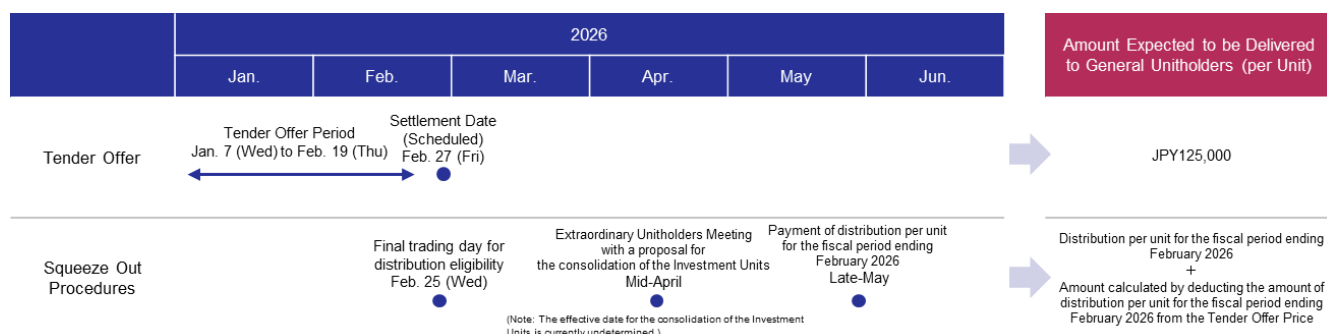 2026
Amount Expected to be Delivered
to General Unitholders (per Unit)
Jan.
Feb.
Mar.
Apr.
May
Jun.
Tender Offer
Tender Offer Period
Jan. 7 (Wed) to Feb. 19 (Thu)
Settlement Date
(Scheduled)
Feb. 27 (Fri)
JPY125,000
Squeeze Out
Procedures
Final trading day for
distribution eligibility
Feb. 25 (Wed)
Extraordinary Unitholders Meeting
with a proposal for
the consolidation of the Investment Units
Mid-April
(Note: The effective date for the consolidation of the Investment
Units is currently undetermined.)
Payment of distribution per unit
for the fiscal period ending
February 2026
Late-May
Distribution per unit for the fiscal period ending
February 2026
+
Amount calculated by deducting the amount of
distribution per unit for the fiscal period ending
February 2026 from the Tender Offer Price